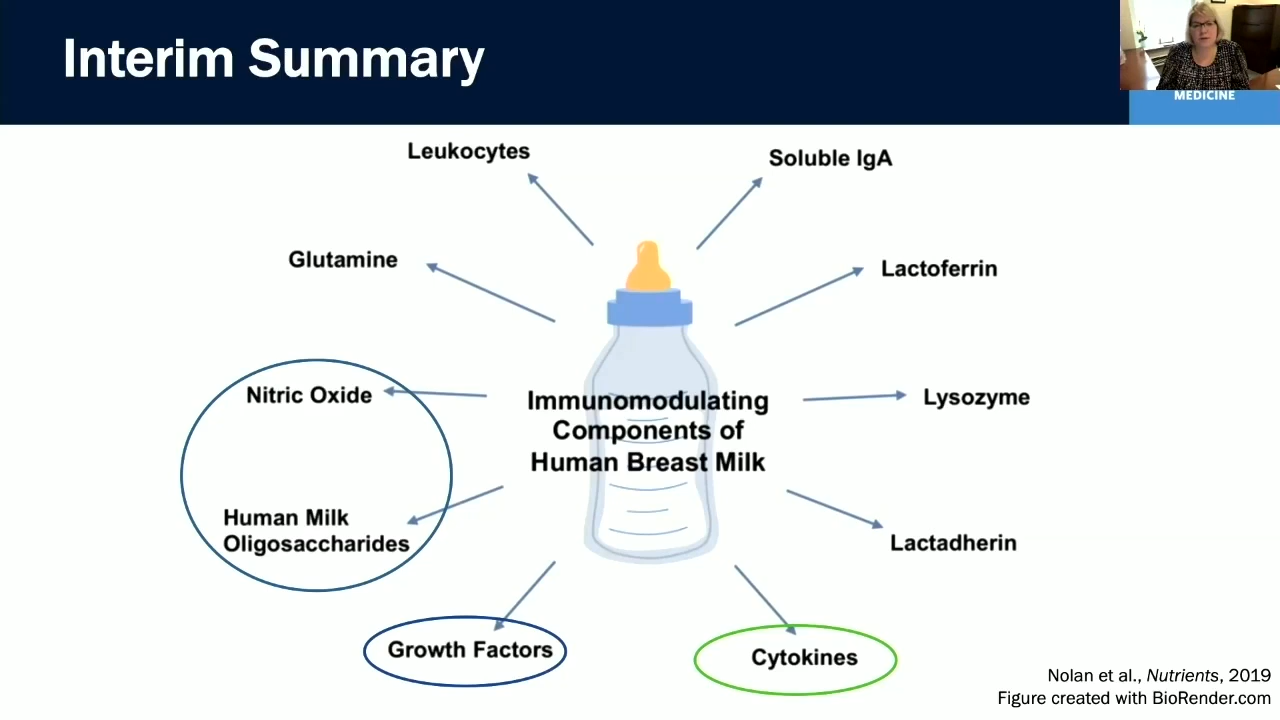 Interim Summary
MEDICINE
Leukocytes
Soluble IgA
Glutamine
Lactoferrin
Nitric Oxide
Immunomodulating
Components of
Human Breast Milk
Lysozyme
Human Milk
Oligosaccharides
Lactadherin
Growth Factors
Cytokines
Nolan et al., Nutrients, 2019
Figure created with BioRender.com